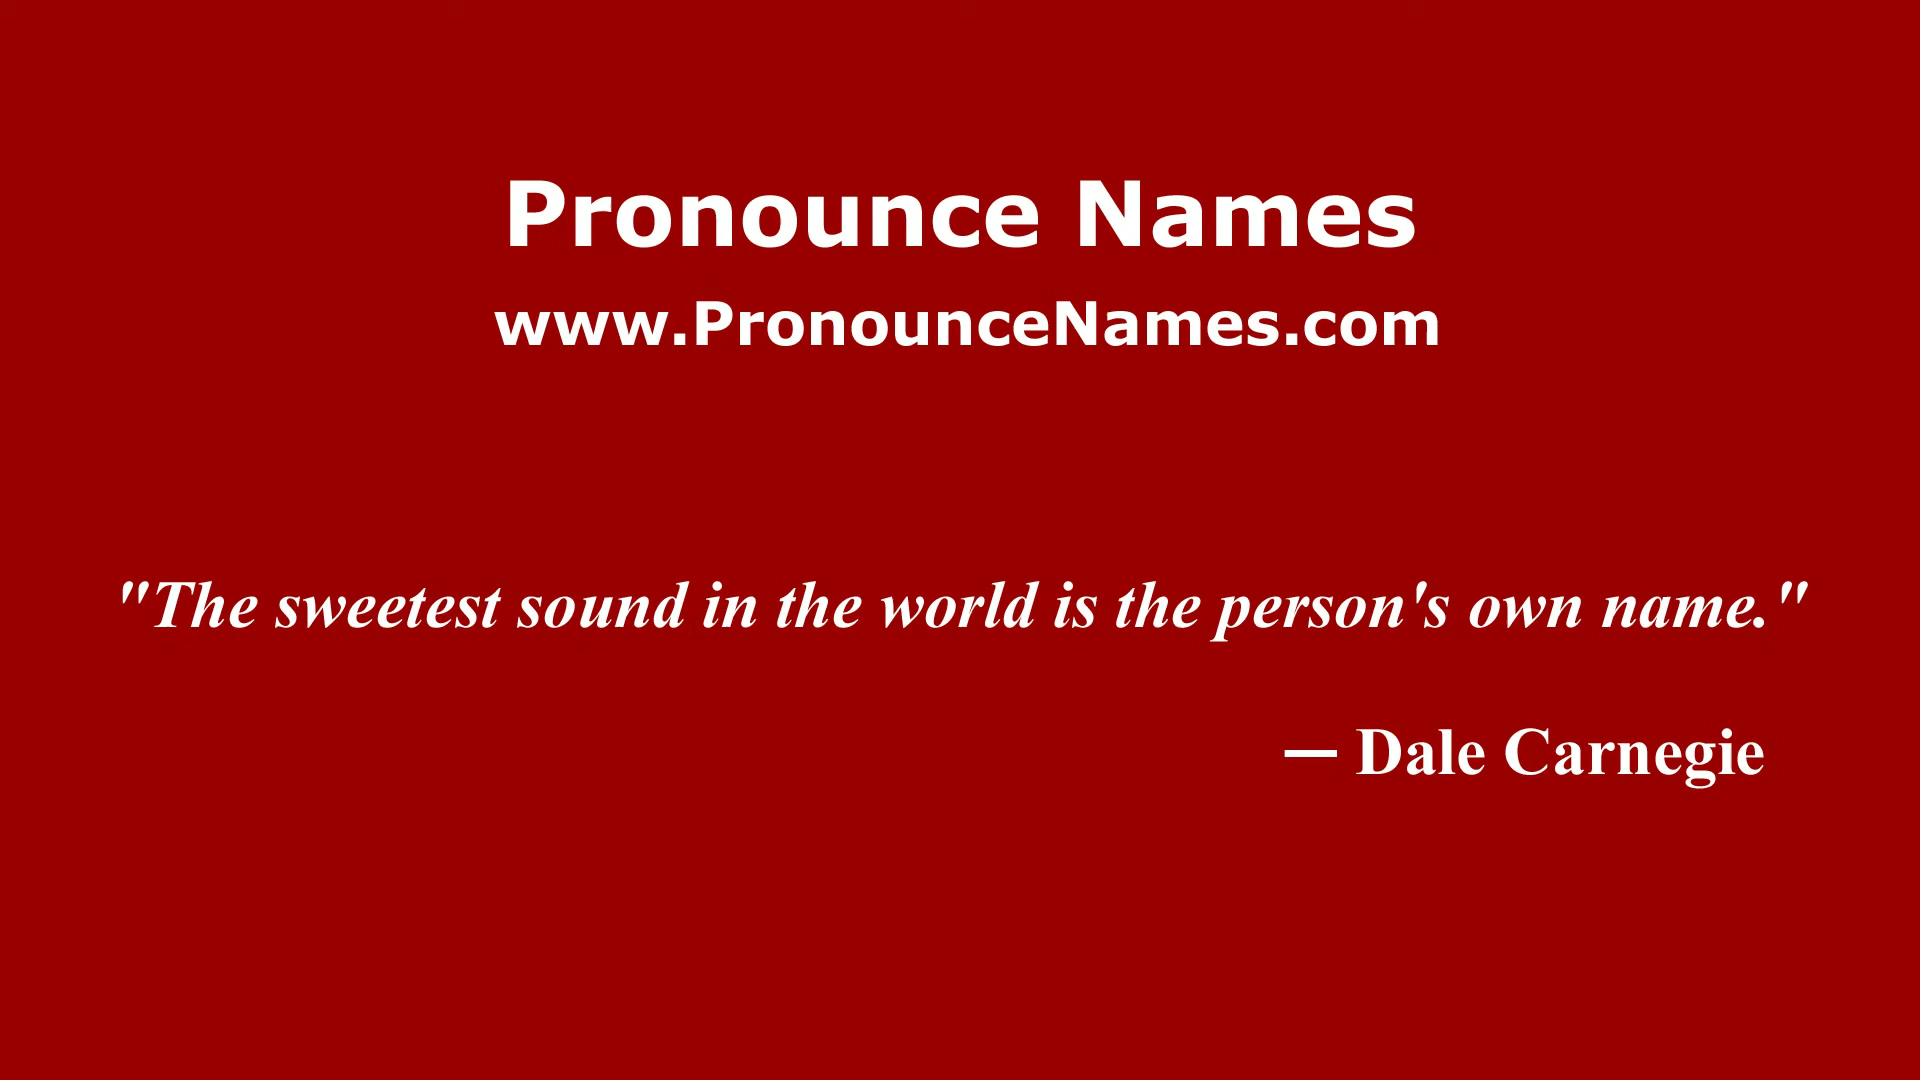 Pronounce Names
www.PronounceNames.com
"The sweetest sound in the world is the person's own name."
— Dale Carnegie